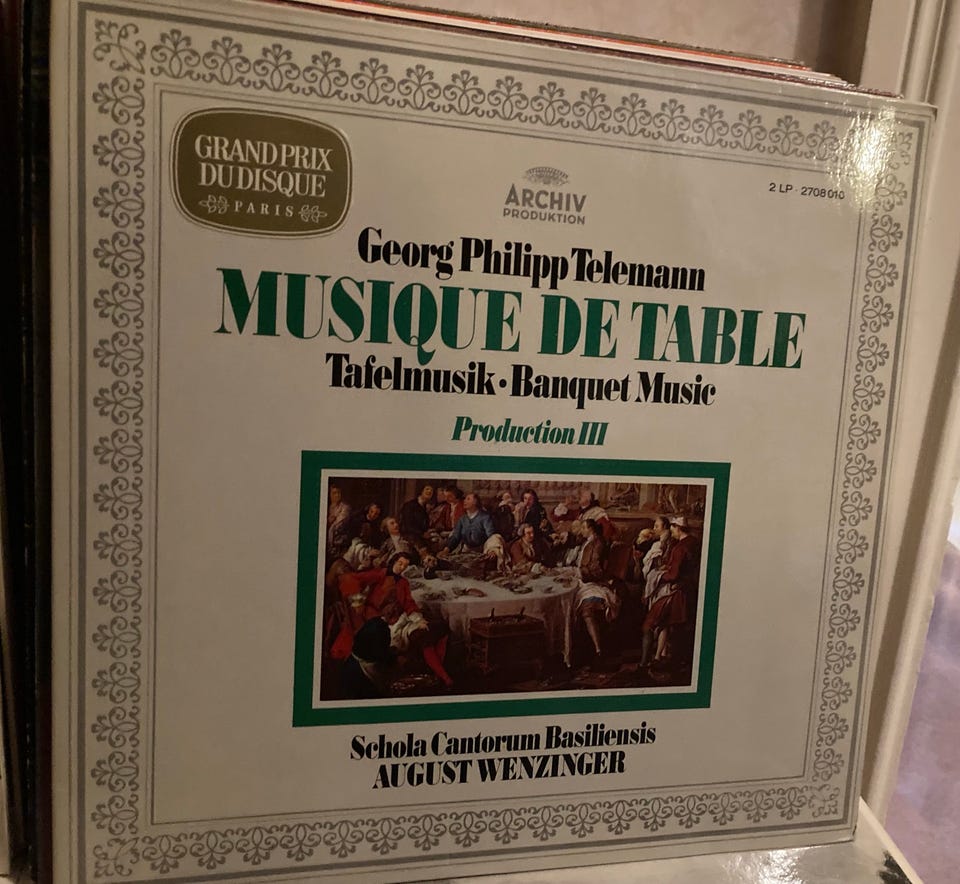 GRAND PRIX
DU DISQUE
PARIS
ARCHIV
PRODUKTION
2 LP · 2708 010
Georg Philipp Telemann
MUSIQUE DE TABLE
Tafelmusik · Banquet Music
Production III
Schola Cantorum Basiliensis
AUGUST WENZINGER